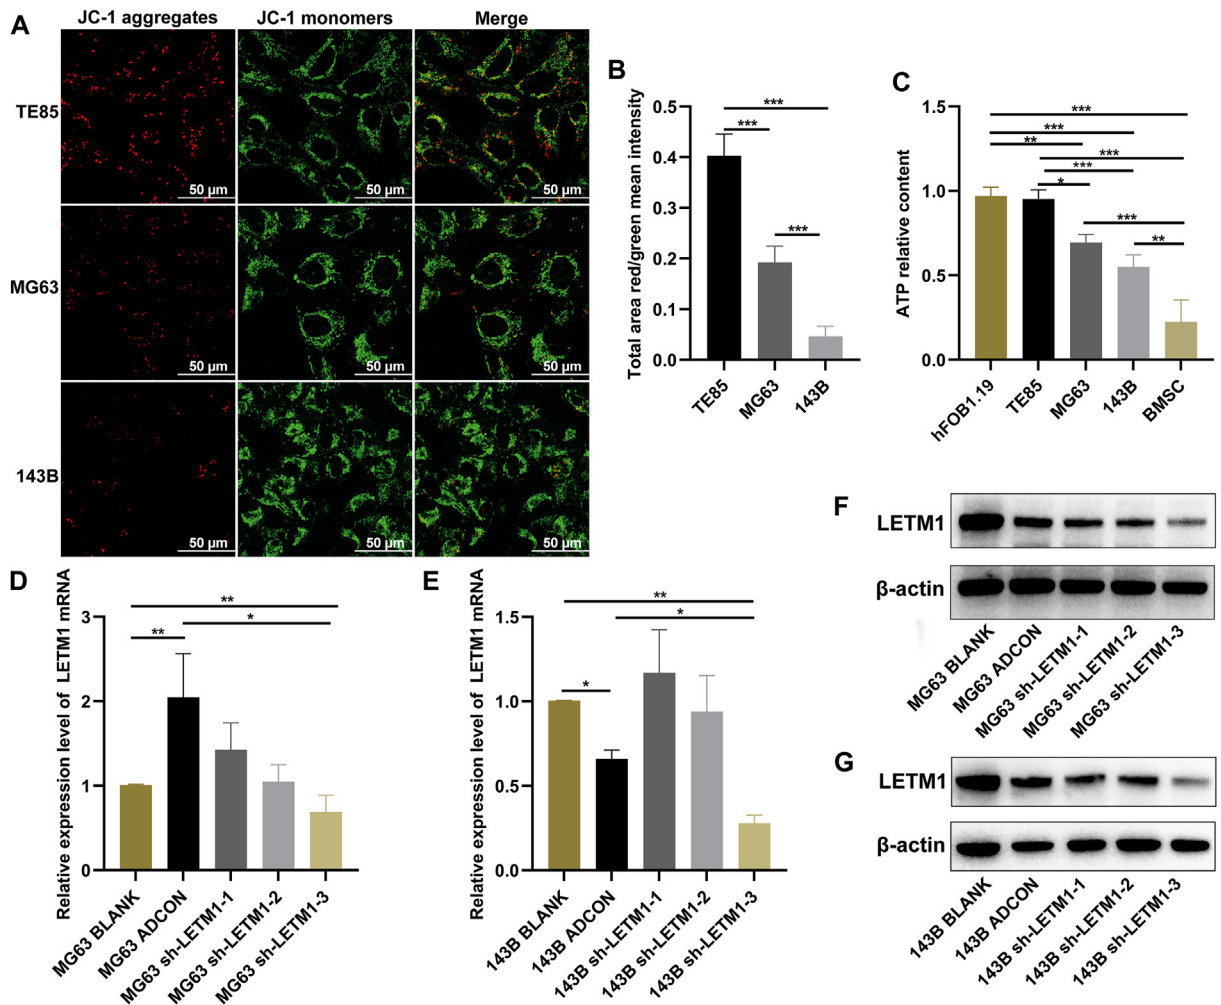 A
JC-1 aggregates
JC-1 monomers
Merge
TE85
50 μm
50 μm
50 μm
MG63
50 μm
50 μm
50 μm
143B
50 μm
50 μm
50 μm
B
Total area red/green mean intensity
0.5
0.4
0.3
0.2
0.1
0.0
***
***
***
TE85
MG63
143B
C
ATP relative content
1.5
1.0
0.5
0.0
***
***
**
***
***
*
***
**
hFOB1.19
TE85
MG63
143B
BMSC
D
Relative expression level of LETM1 mRNA
3
2
1
0
**
*
**
MG63 BLANK
MG63 ADCON
MG63 sh-LETM1-1
MG63 sh-LETM1-2
MG63 sh-LETM1-3
E
Relative expression level of LETM1 mRNA
1.5
1.0
0.5
0.0
**
*
*
143B BLANK
143B ADCON
143B sh-LETM1-1
143B sh-LETM1-2
143B sh-LETM1-3
F
LETM1
β-actin
MG63 BLANK
MG63 ADCON
MG63 sh-LETM1-1
MG63 sh-LETM1-2
MG63 sh-LETM1-3
G
LETM1
β-actin
143B BLANK
143B ADCON
143B sh-LETM1-1
143B sh-LETM1-2
143B sh-LETM1-3